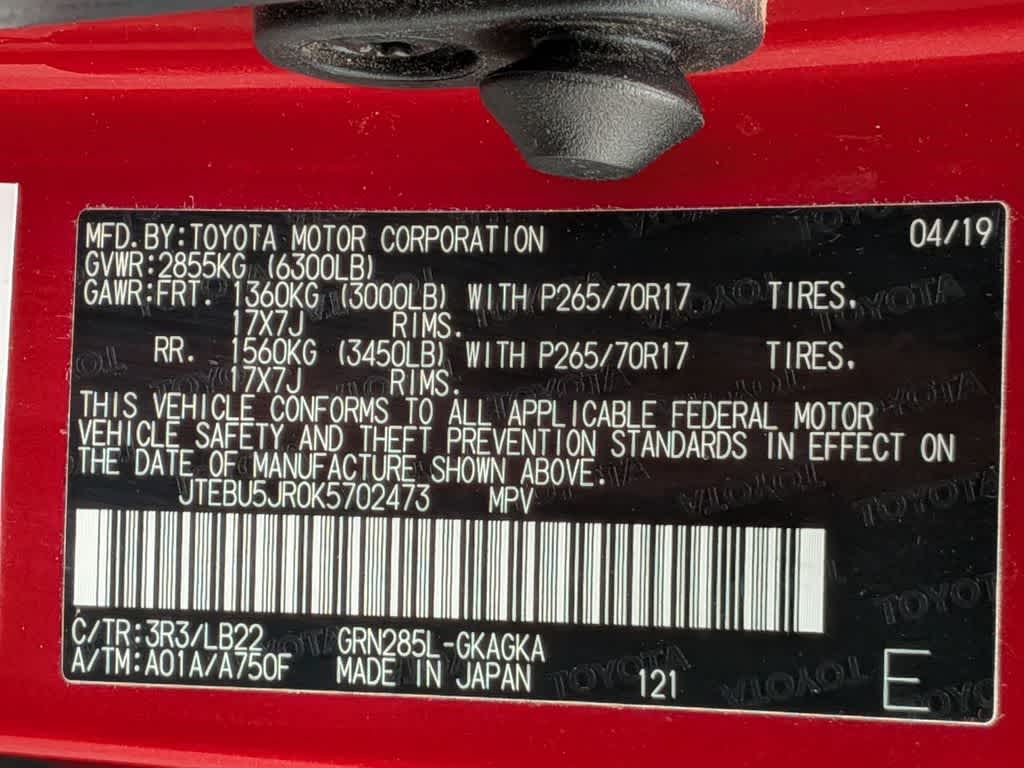 MFD.BY:TOYOTA MOTOR CORPORATION 04/19
GVWR:2855KG (6300LB)
GAWR:FRT. 1360KG (3000LB) WITH P265/70R17 TIRES,
17X7J RIMS.
RR. 1560KG (3450LB) WITH P265/70R17 TIRES,
17X7J RIMS.
THIS VEHICLE CONFORMS TO ALL APPLICABLE FEDERAL MOTOR
VEHICLE SAFETY AND THEFT PREVENTION STANDARDS IN EFFECT ON
THE DATE OF MANUFACTURE SHOWN ABOVE.
JTEBU5JR0K5702473 MPV
C/TR:3R3/LB22 GRN285L-GKAGKA
A/TM:A01A/A750F MADE IN JAPAN 121 E